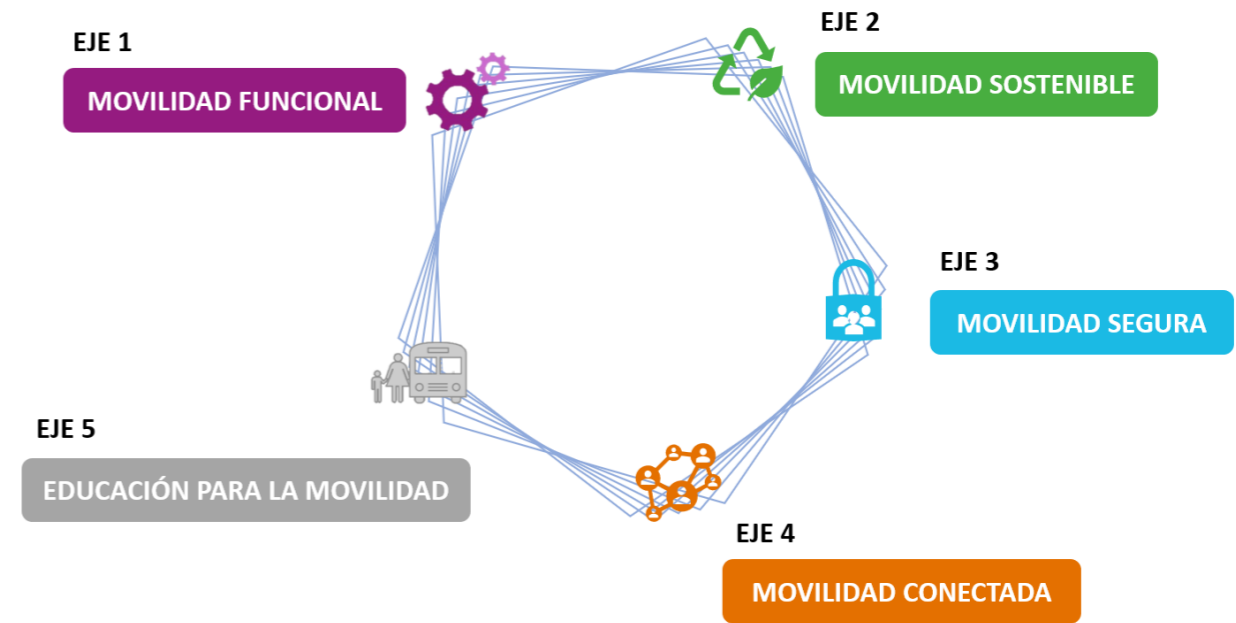 EJE 1
MOVILIDAD FUNCIONAL
EJE 2
MOVILIDAD SOSTENIBLE
EJE 3
MOVILIDAD SEGURA
EJE 4
MOVILIDAD CONECTADA
EJE 5
EDUCACIÓN PARA LA MOVILIDAD